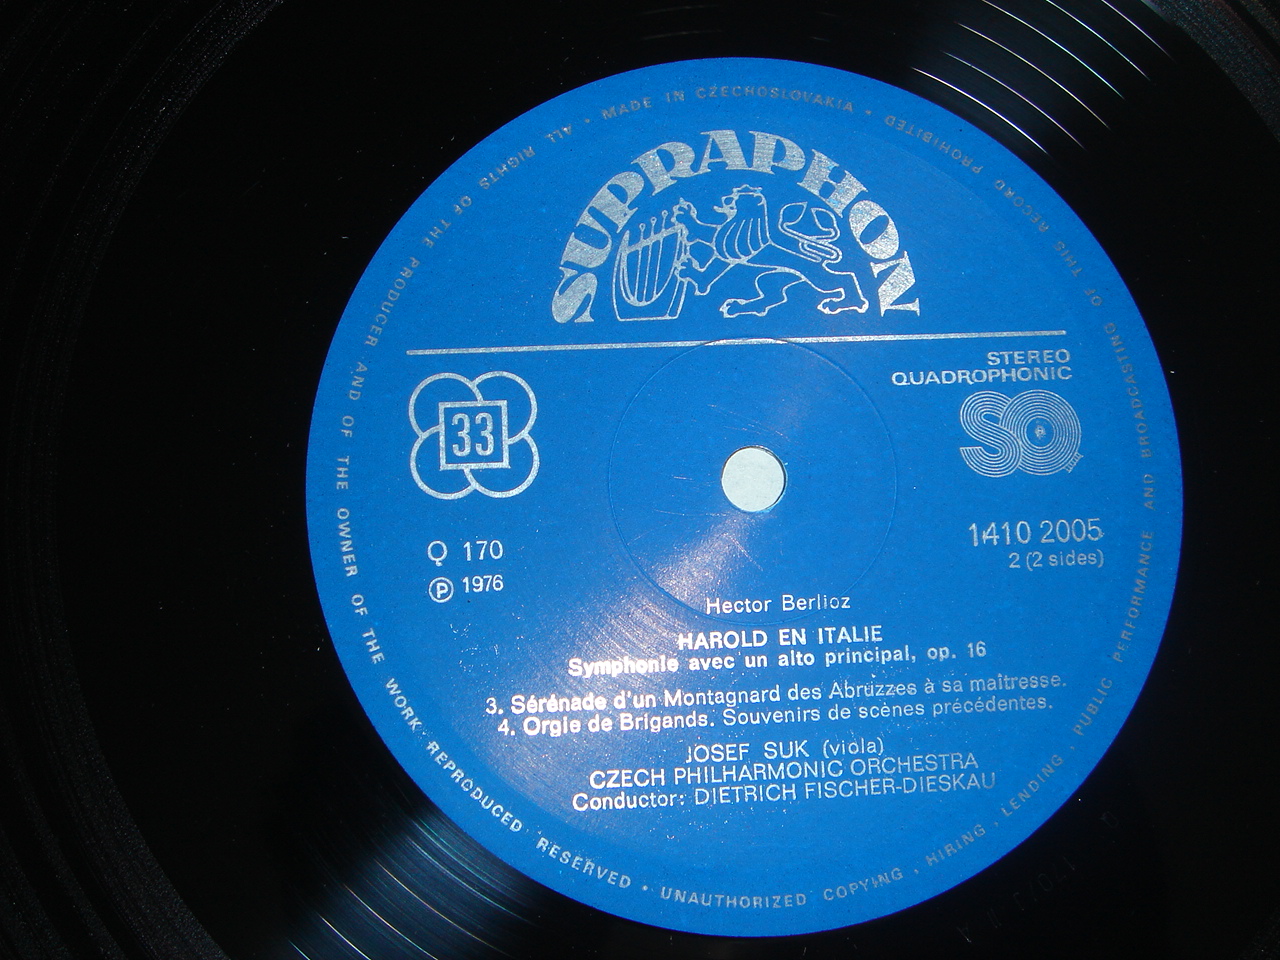 MADE IN CZECHOSLOVAKIA • ALL RIGHTS OF THE PRODUCER AND OF THE OWNER OF THE WORK REPRODUCED RESERVED • UNAUTHORIZED COPYING, HIRING, LENDING, PUBLIC PERFORMANCE AND BROADCASTING OF THIS RECORD PROHIBITED •
SUPRAPHON
STEREO
QUADROPHONIC
33
SQ
Q 170
1410 2005
℗ 1976
2 (2 sides)
Hector Berlioz
HAROLD EN ITALIE
Symphonie avec un alto principal, op. 16
3. Sérénade d'un Montagnard des Abruzzes à sa maîtresse.
4. Orgie de Brigands. Souvenirs de scènes précédentes.
JOSEF SUK (viola)
CZECH PHILHARMONIC ORCHESTRA
Conductor: DIETRICH FISCHER-DIESKAU